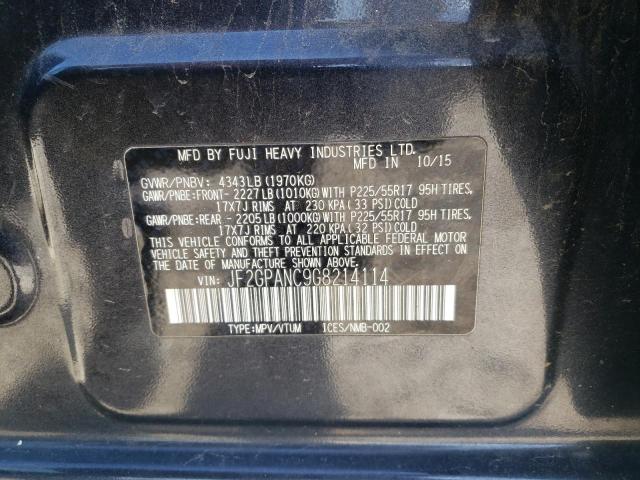 MFD BY FUJI HEAVY INDUSTRIES LTD.
MFD IN 10/15
GVWR/PNBV: 4343LB(1970KG)
GAWR/PNBE:FRONT-2227LB(1010KG)WITH P225/55R17 95H TIRES,
17X7J RIMS AT 230 KPA(33 PSI)COLD
GAWR/PNBE:REAR -2205LB(1000KG)WITH P225/55R17 95H TIRES,
17X7J RIMS AT 220 KPA(32 PSI)COLD
THIS VEHICLE CONFORMS TO ALL APPLICABLE FEDERAL MOTOR
VEHICLE SAFETY, BUMPER, AND THEFT PREVENTION STANDARDS IN EFFECT
ON THE DATE OF MANUFACTURE SHOWN ABOVE.
VIN: JF2GPANC9G8214114
TYPE:MPV/VTUM ICES/NMB-002